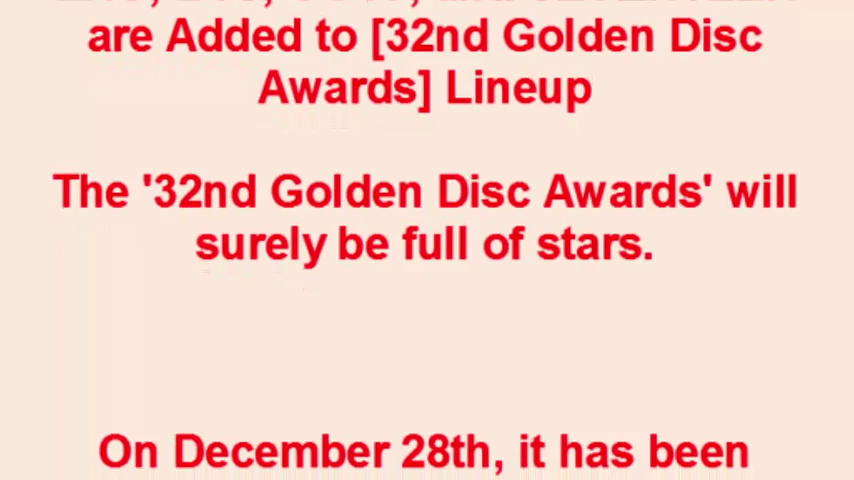 are Added to [32nd Golden Disc
Awards] Lineup
The '32nd Golden Disc Awards' will
surely be full of stars.
On December 28th, it has been